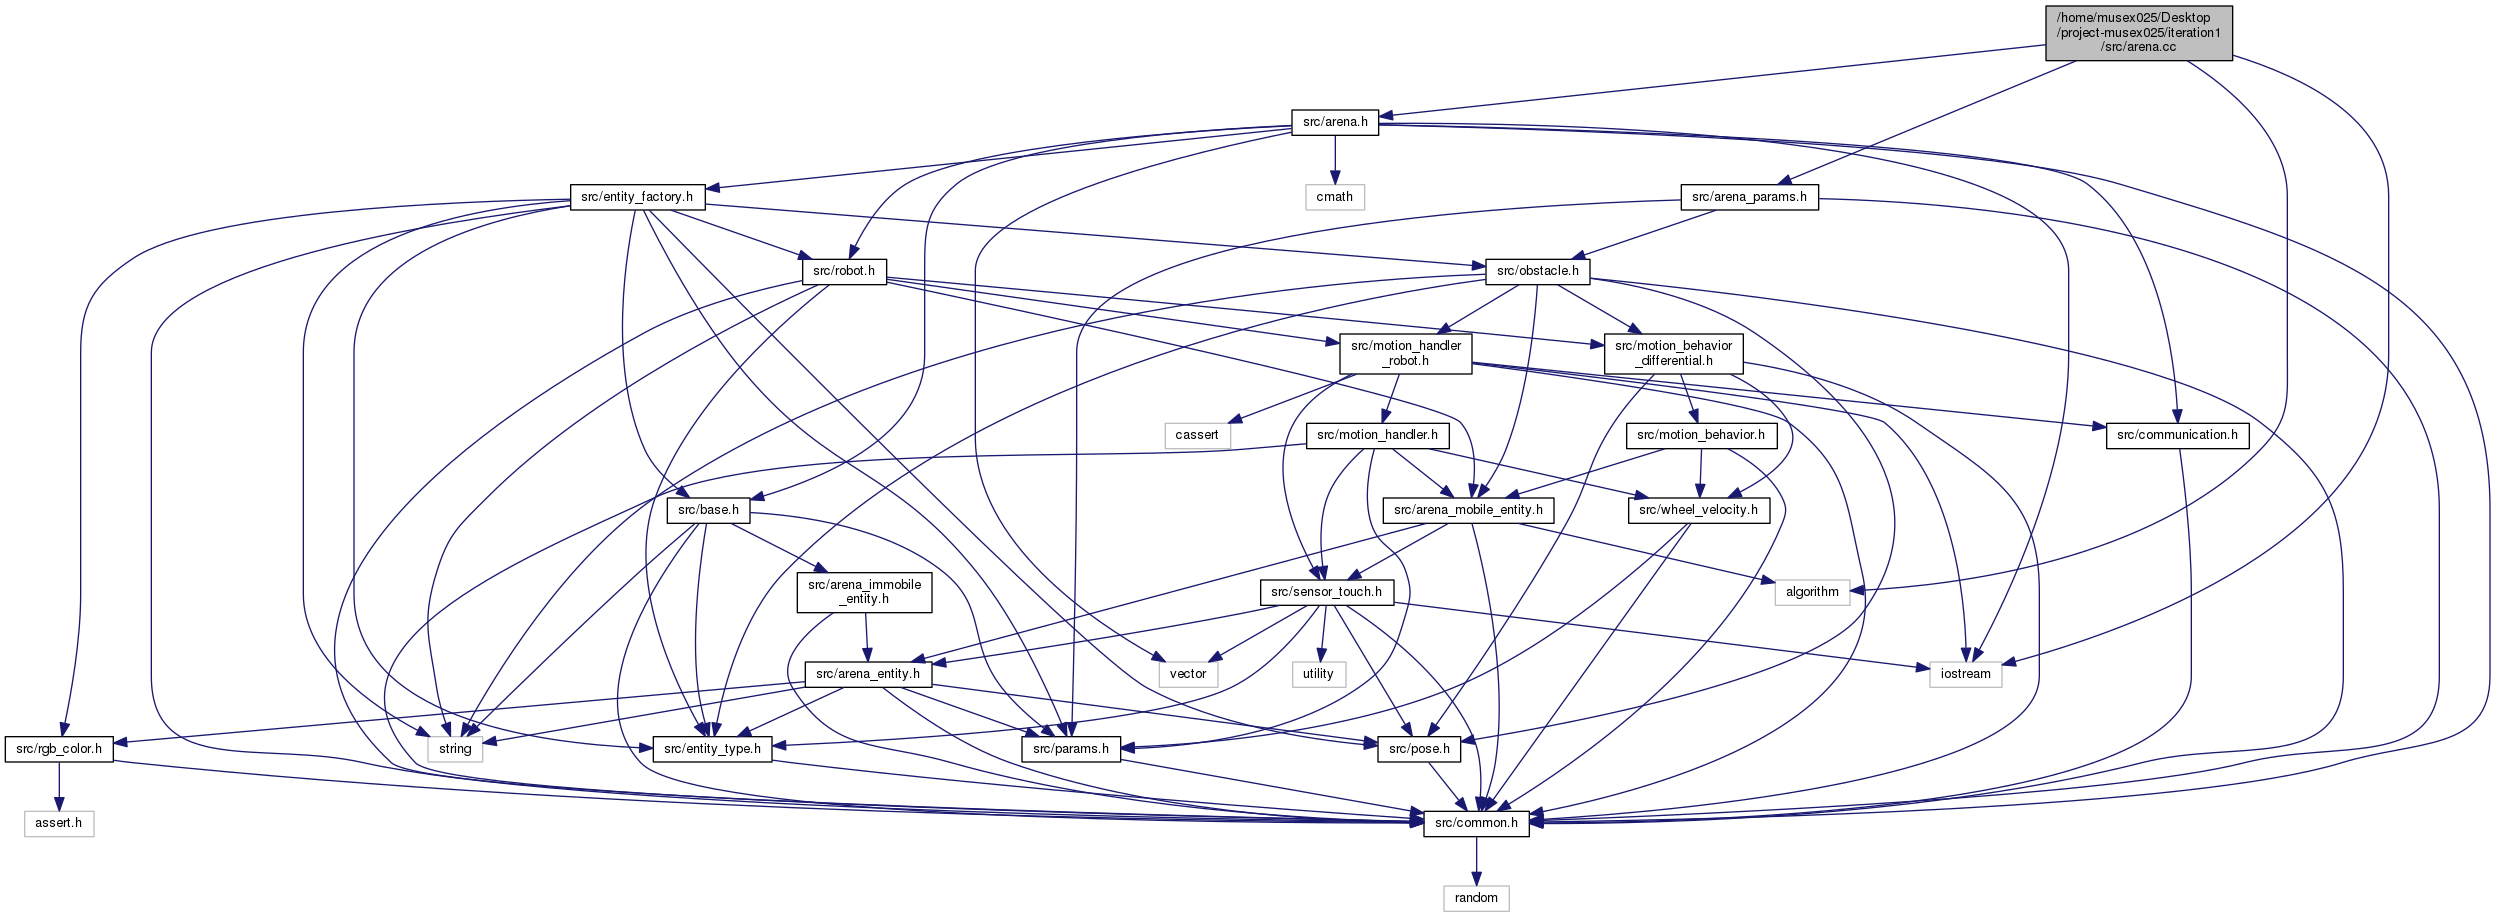 /home/musex025/Desktop
/project-musex025/iteration1
/src/arena.cc
src/arena.h
src/entity_factory.h
cmath
src/arena_params.h
src/robot.h
src/obstacle.h
src/motion_handler
_robot.h
src/motion_behavior
_differential.h
cassert
src/motion_handler.h
src/motion_behavior.h
src/communication.h
src/base.h
src/arena_mobile_entity.h
src/wheel_velocity.h
src/arena_immobile
_entity.h
src/sensor_touch.h
algorithm
src/arena_entity.h
vector
utility
iostream
src/rgb_color.h
string
src/entity_type.h
src/params.h
src/pose.h
assert.h
src/common.h
random